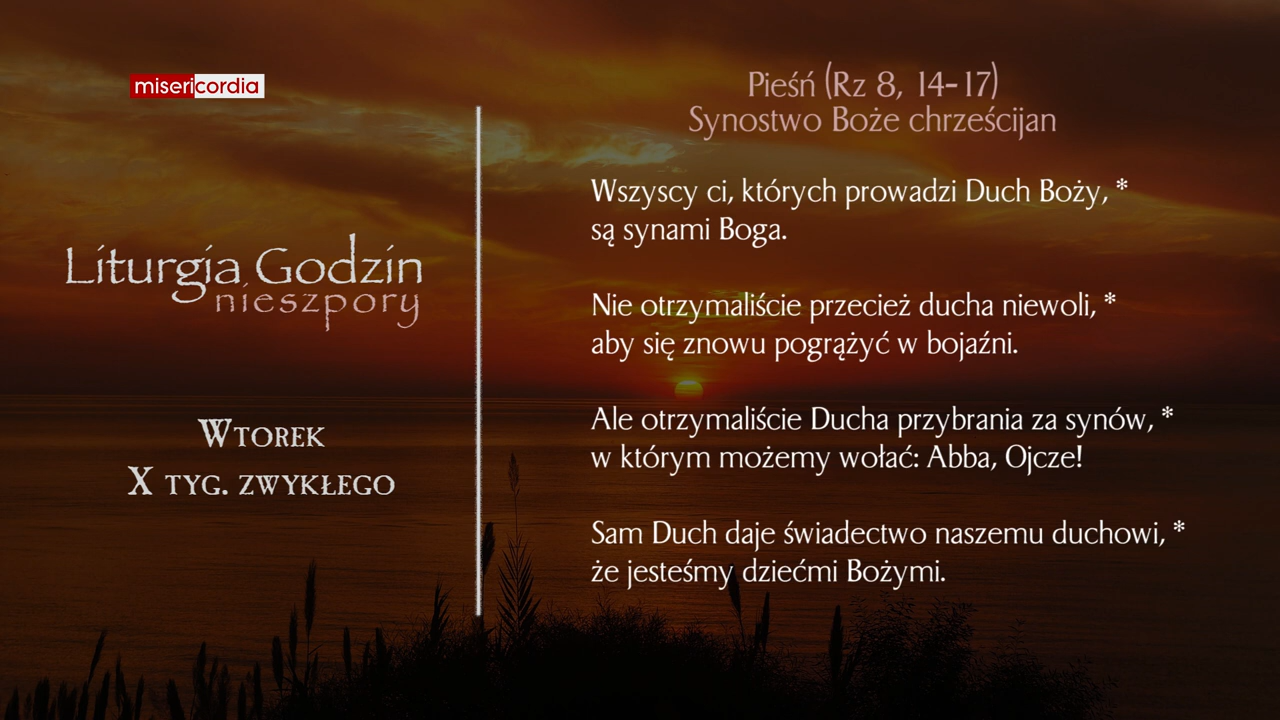 misericordia
Liturgia Godzin
nieszpory
Wtorek
X tyg. zwykłego
Pieśń (Rz 8, 14-17)
Synostwo Boże chrześcijan
Wszyscy ci, których prowadzi Duch Boży, *
są synami Boga.
Nie otrzymaliście przecież ducha niewoli, *
aby się znowu pogrążyć w bojaźni.
Ale otrzymaliście Ducha przybrania za synów, *
w którym możemy wołać: Abba, Ojcze!
Sam Duch daje świadectwo naszemu duchowi, *
że jesteśmy dziećmi Bożymi.